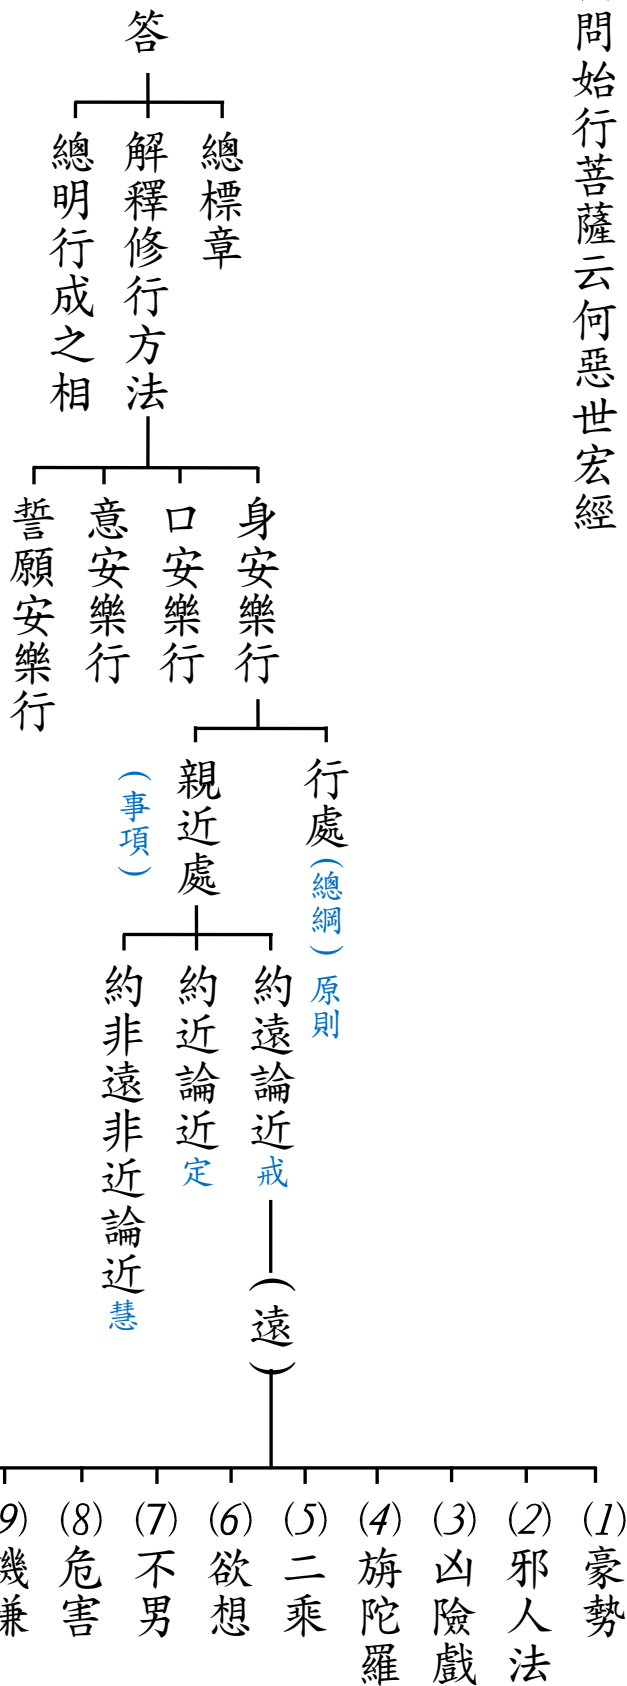 問始行菩薩云何惡世宏經
答
總標章
解釋修行方法
總明行成之相
身安樂行
口安樂行
意安樂行
誓願安樂行
行處(總綱)原則
親近處
(事項)
約遠論近戒
約近論近定
約非遠非近論近慧
(遠)
(1)豪勢
(2)邪人法
(3)凶險戲
(4)旃陀羅
(5)二乘
(6)欲想
(7)不男
(8)危害
9)機嫌